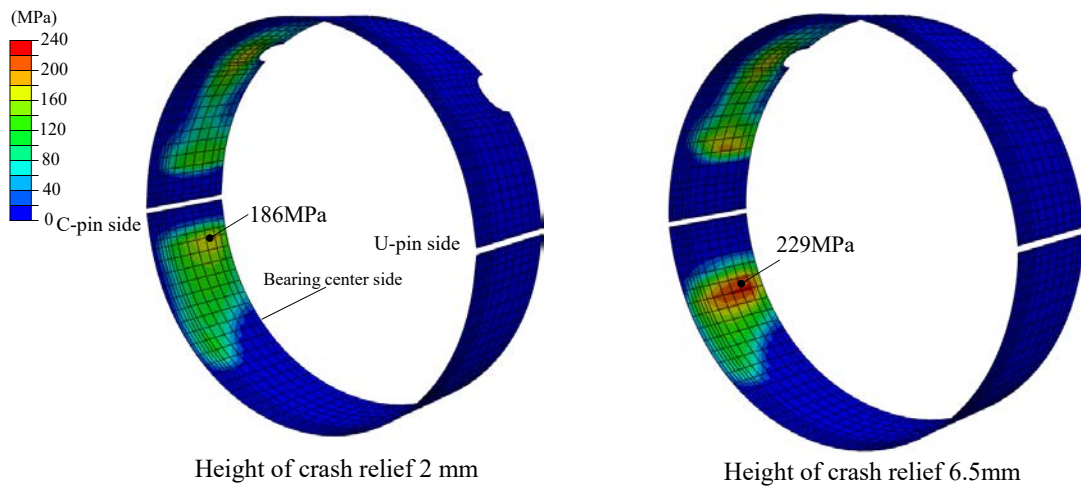 (MPa)
240
200
160
120
80
40
0
C-pin side
186MPa
U-pin side
Bearing center side
Height of crash relief 2 mm
229MPa
Height of crash relief 6.5mm